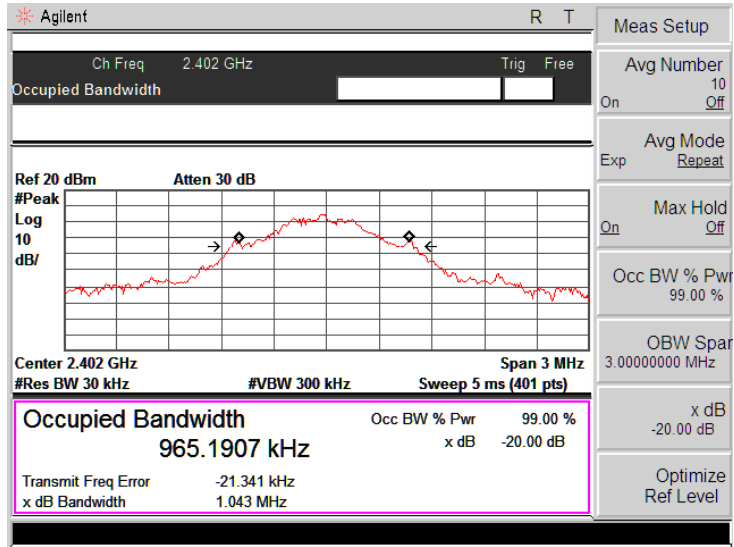 Agilent R T
Ch Freq 2.402 GHz Trig Free
Occupied Bandwidth
Ref 20 dBm Atten 30 dB
#Peak
Log
10
dB/
Center 2.402 GHz Span 3 MHz
#Res BW 30 kHz #VBW 300 kHz Sweep 5 ms (401 pts)
Occupied Bandwidth
965.1907 kHz
Occ BW % Pwr 99.00 %
x dB -20.00 dB
Transmit Freq Error -21.341 kHz
x dB Bandwidth 1.043 MHz
Meas Setup
Avg Number
10
On Off
Avg Mode
Exp Repeat
Max Hold
On Off
Occ BW % Pwr
99.00 %
OBW Spar
3.00000000 MHz
x dB
-20.00 dB
Optimize
Ref Level